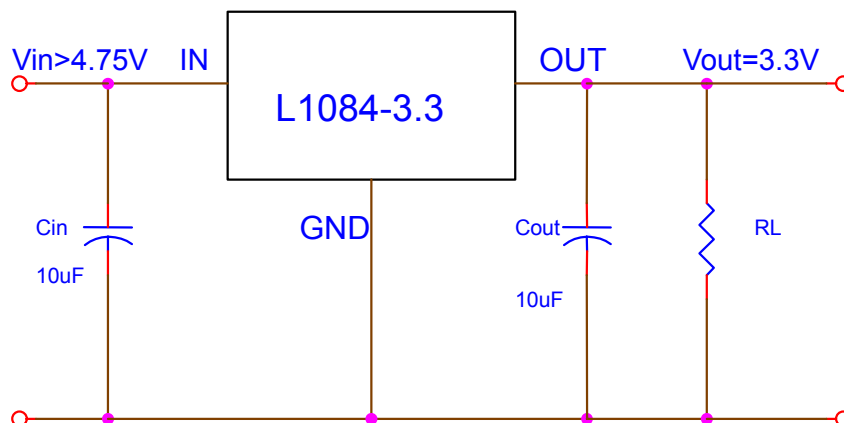 Vin>4.75V IN OUT Vout=3.3V
L1084-3.3
Cin GND Cout RL
10uF 10uF